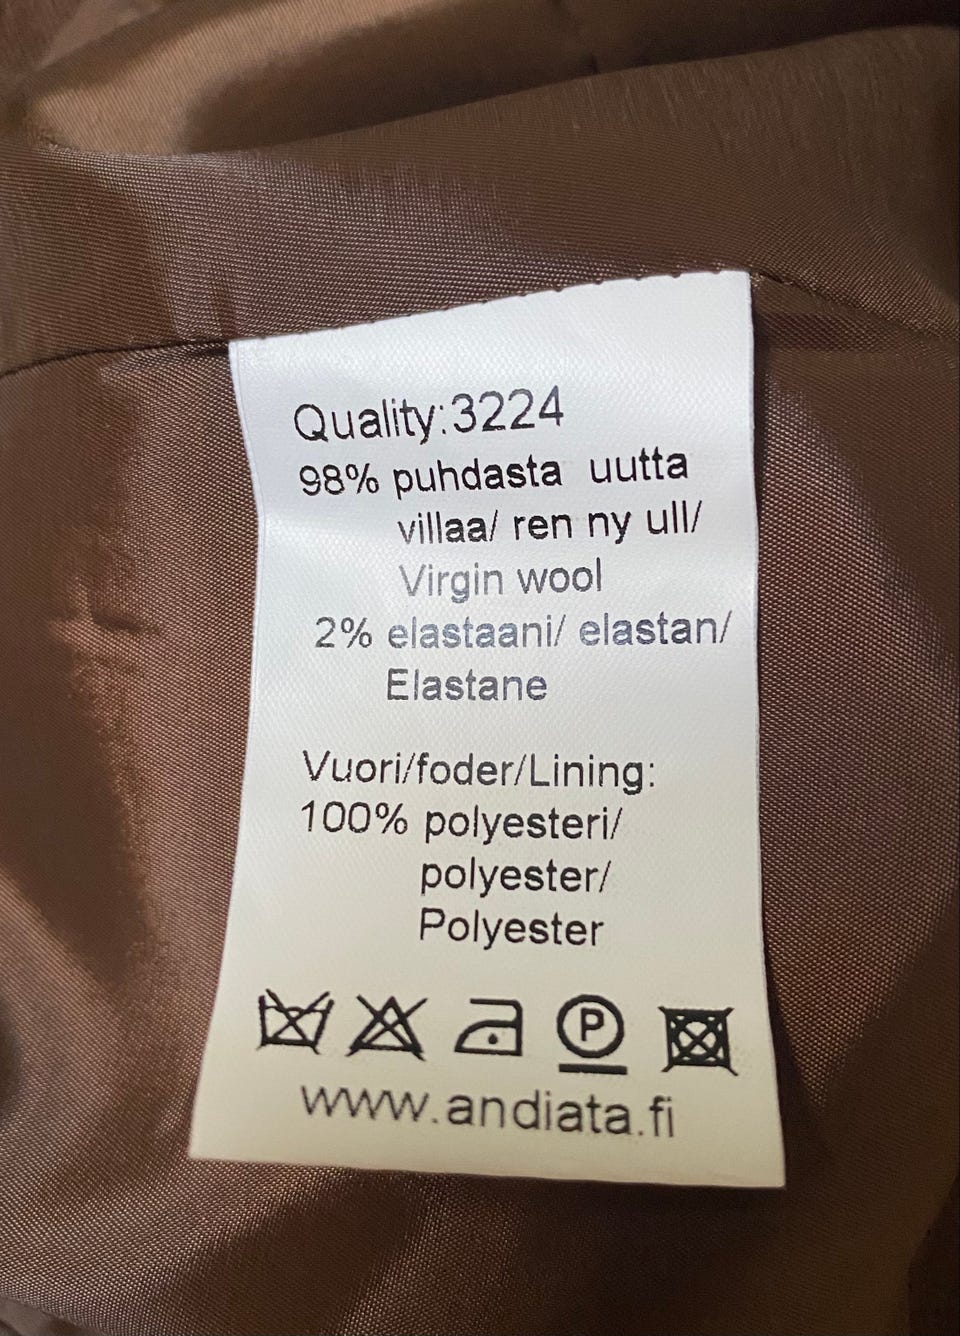 Quality:3224
98% puhdasta uutta
villaa/ ren ny ull/
Virgin wool
2% elastaani/ elastan/
Elastane
Vuori/foder/Lining:
100% polyesteri/
polyester/
Polyester
P
www.andiata.fi